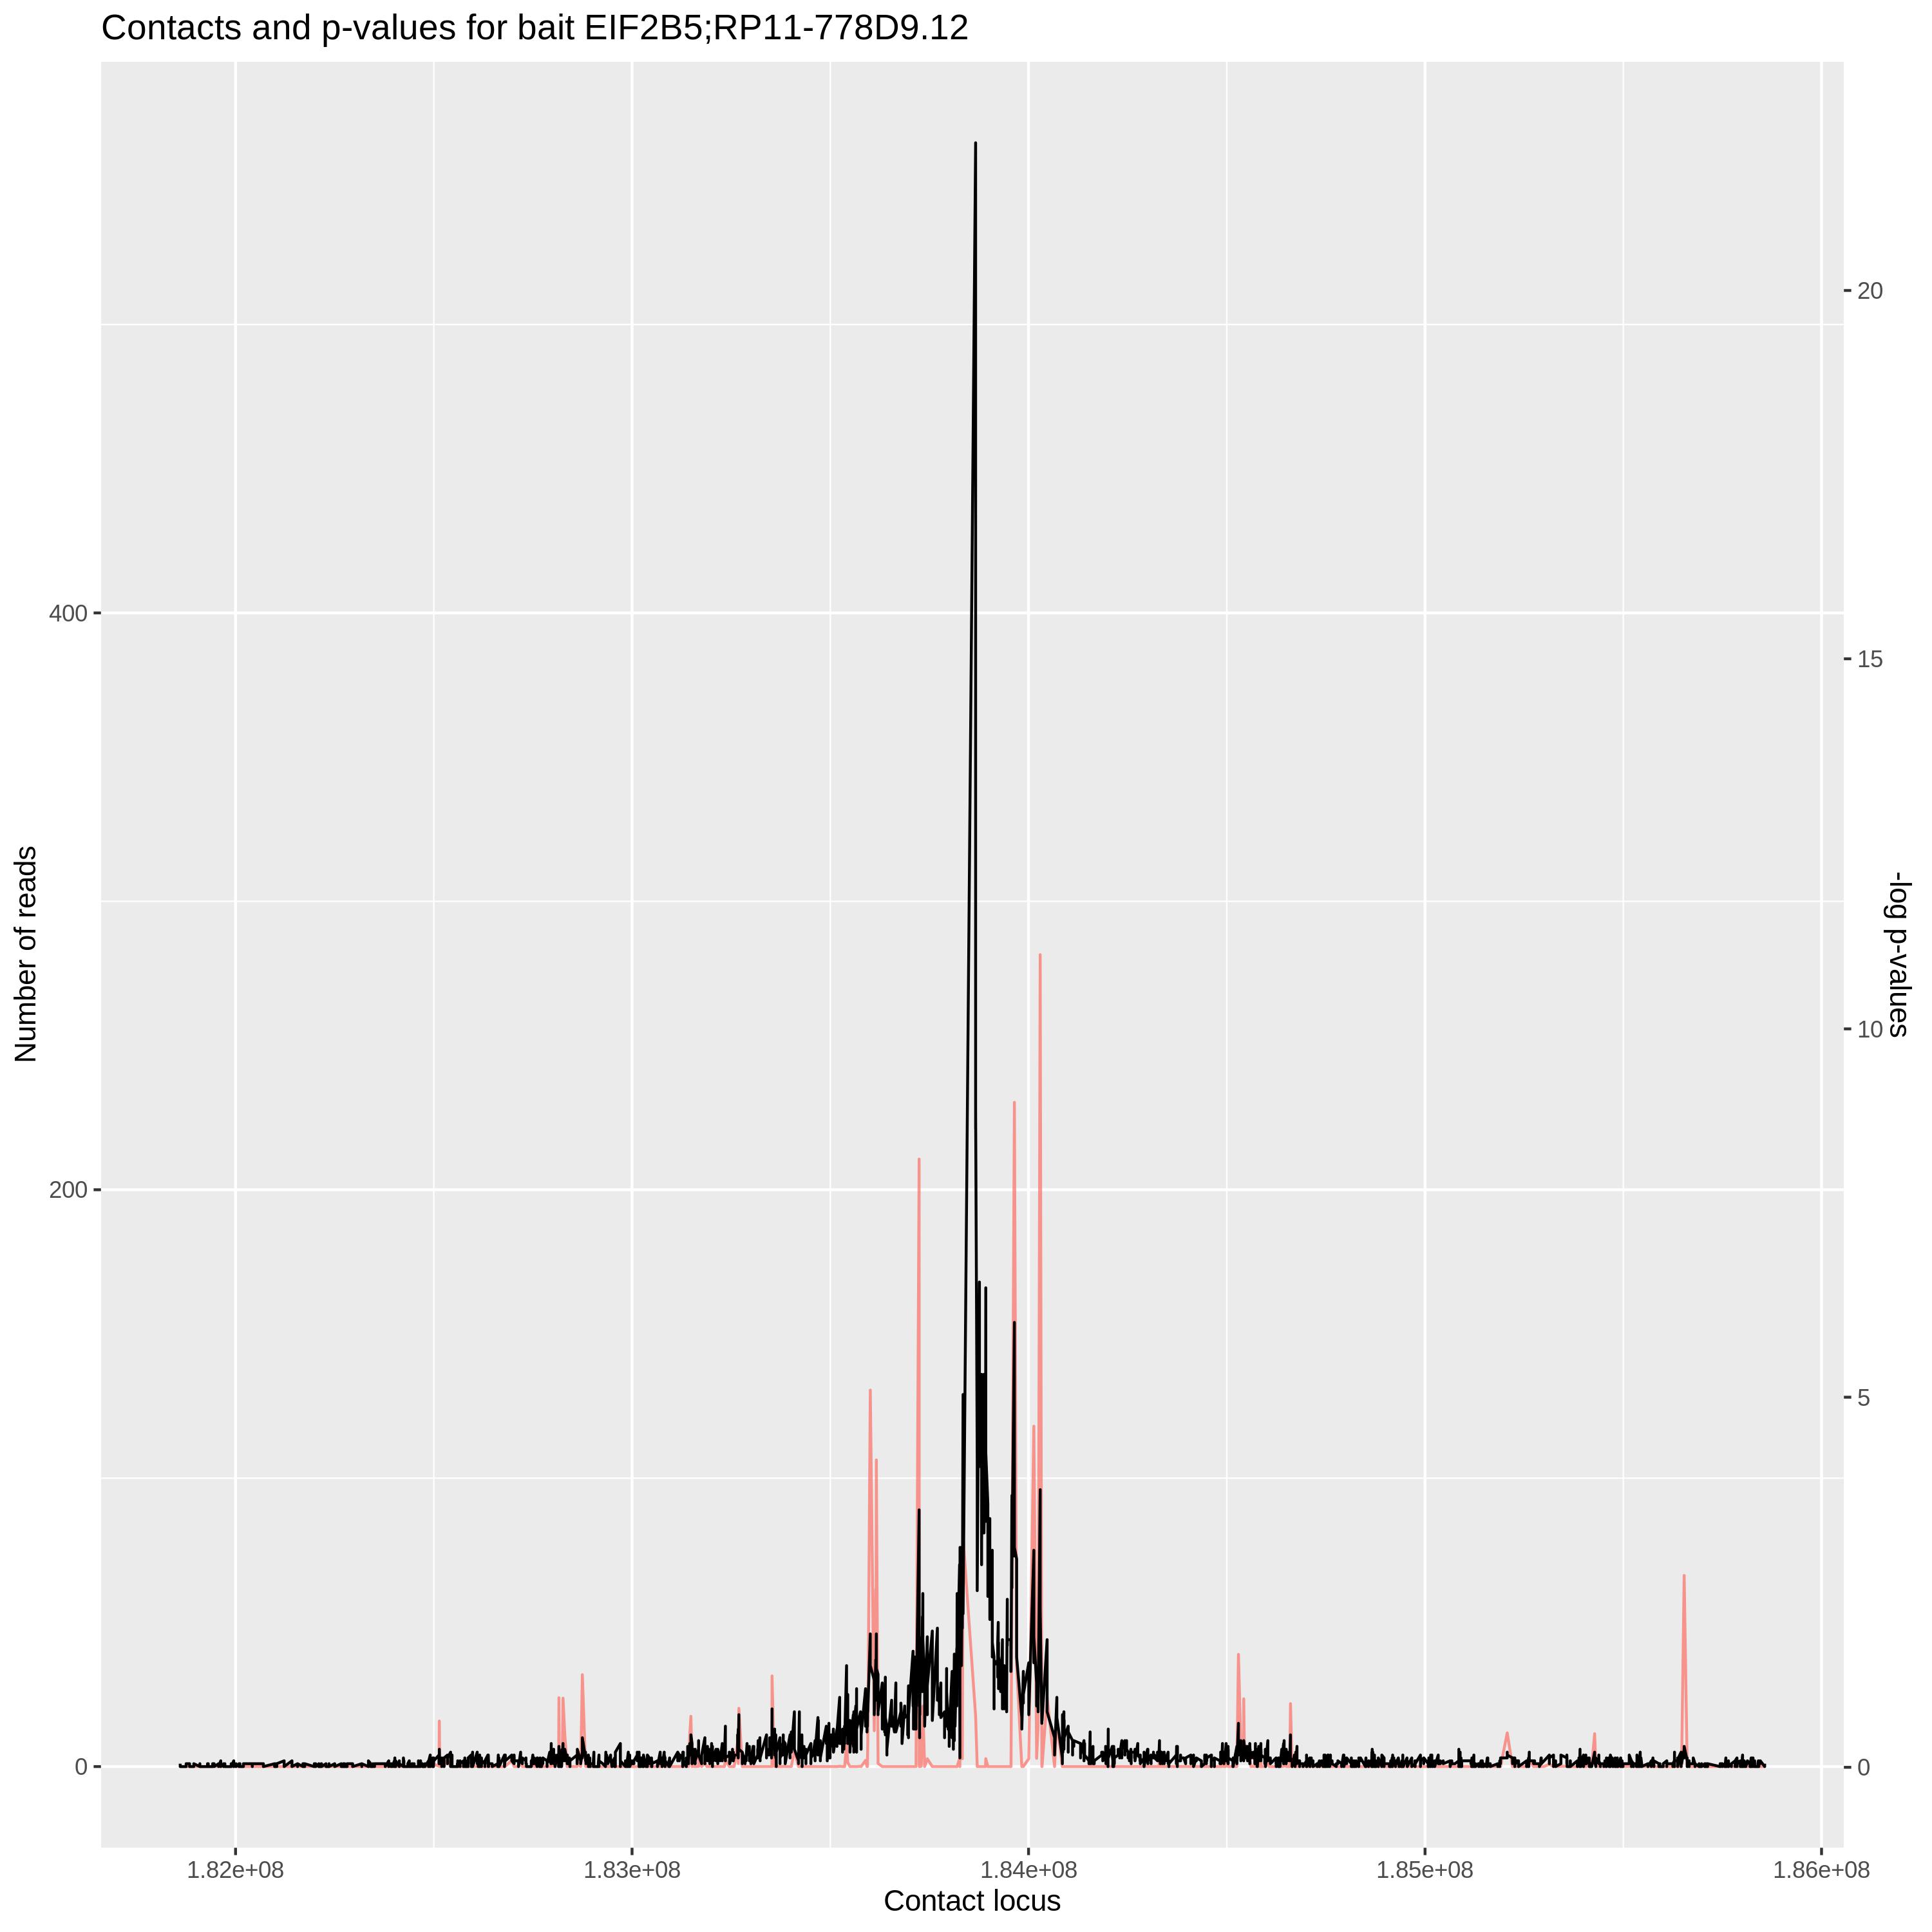 Contacts and p-values for bait EIF2B5;RP11-778D9.12
Number of reads
400
200
0
20
15
10
5
0
-log p-values
1.82e+08
1.83e+08
1.84e+08
1.85e+08
1.86e+08
Contact locus